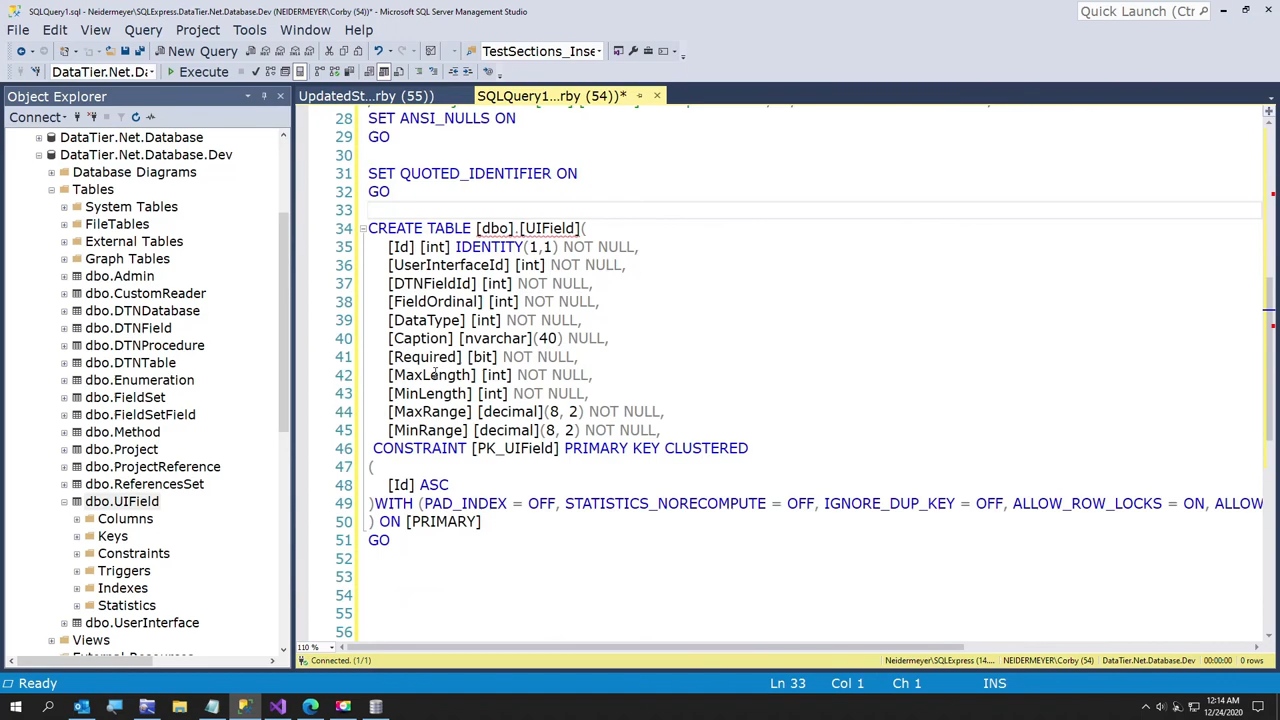 SQLQuery1.sql - Neidermeyer\SQLExpress.DataTier.Net.Database.Dev (NEIDERMEYER\Corby (54))* - Microsoft SQL Server Management Studio
Quick Launch (Ctr
File Edit View Query Project Tools Window Help
New Query
TestSections_Inse
DataTier.Net.Da
Execute
Object Explorer
UpdatedSt...rby (55))
SQLQuery1...rby (54))*
Connect
DataTier.Net.Database
DataTier.Net.Database.Dev
Database Diagrams
Tables
System Tables
FileTables
External Tables
Graph Tables
dbo.Admin
dbo.CustomReader
dbo.DTNDatabase
dbo.DTNField
dbo.DTNProcedure
dbo.DTNTable
dbo.Enumeration
dbo.FieldSet
dbo.FieldSetField
dbo.Method
dbo.Project
dbo.ProjectReference
dbo.ReferencesSet
dbo.UIField
Columns
Keys
Constraints
Triggers
Indexes
Statistics
dbo.UserInterface
Views
28 SET ANSI_NULLS ON
29 GO
30
31 SET QUOTED_IDENTIFIER ON
32 GO
33
34 CREATE TABLE [dbo].[UIField](
35 [Id] [int] IDENTITY(1,1) NOT NULL,
36 [UserInterfaceId] [int] NOT NULL,
37 [DTNFieldId] [int] NOT NULL,
38 [FieldOrdinal] [int] NOT NULL,
39 [DataType] [int] NOT NULL,
40 [Caption] [nvarchar](40) NULL,
41 [Required] [bit] NOT NULL,
42 [MaxLength] [int] NOT NULL,
43 [MinLength] [int] NOT NULL,
44 [MaxRange] [decimal](8, 2) NOT NULL,
45 [MinRange] [decimal](8, 2) NOT NULL,
46 CONSTRAINT [PK_UIField] PRIMARY KEY CLUSTERED
47 (
48 [Id] ASC
49 )WITH (PAD_INDEX = OFF, STATISTICS_NORECOMPUTE = OFF, IGNORE_DUP_KEY = OFF, ALLOW_ROW_LOCKS = ON, ALLOW
50 ) ON [PRIMARY]
51 GO
52
53
54
55
56
110 %
Connected. (1/1)
Neidermeyer\SQLExpress (14....
NEIDERMEYER\Corby (54)
DataTier.Net.Database.Dev
00:00:00
0 rows
Ready
Ln 33
Col 1
Ch 1
INS
12:14 AM
12/24/2020